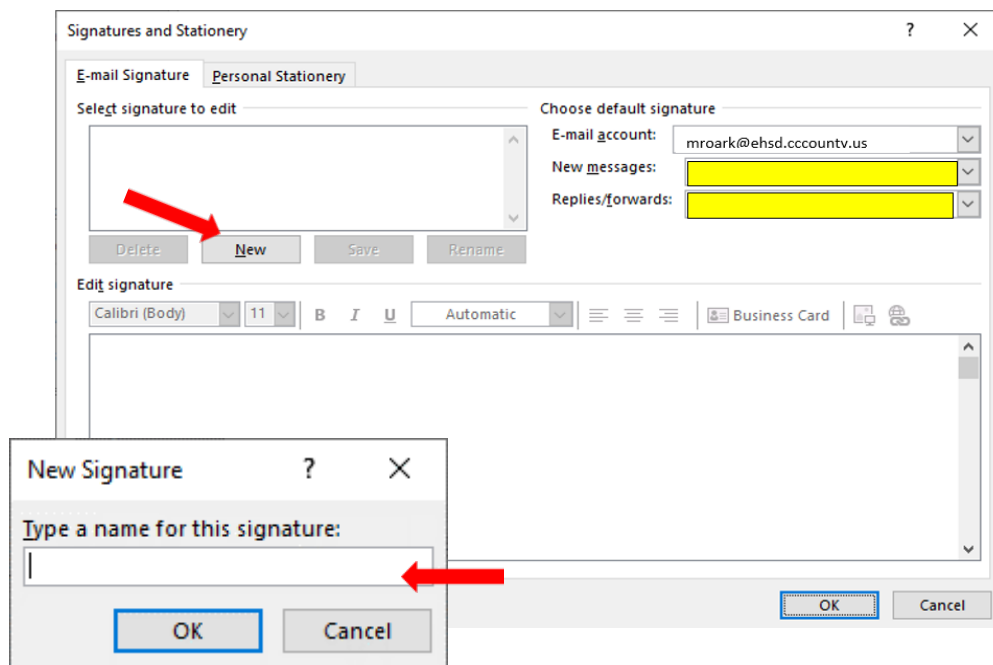 Signatures and Stationery ?
E-mail Signature Personal Stationery
Select signature to edit
Choose default signature
E-mail account: mroark@ehsd.cccountv.us
New messages:
Replies/forwards:
Delete New Save Rename
Edit signature
Calibri (Body) 11 B I U Automatic Business Card
New Signature ?
Type a name for this signature:
OK Cancel
OK Cancel